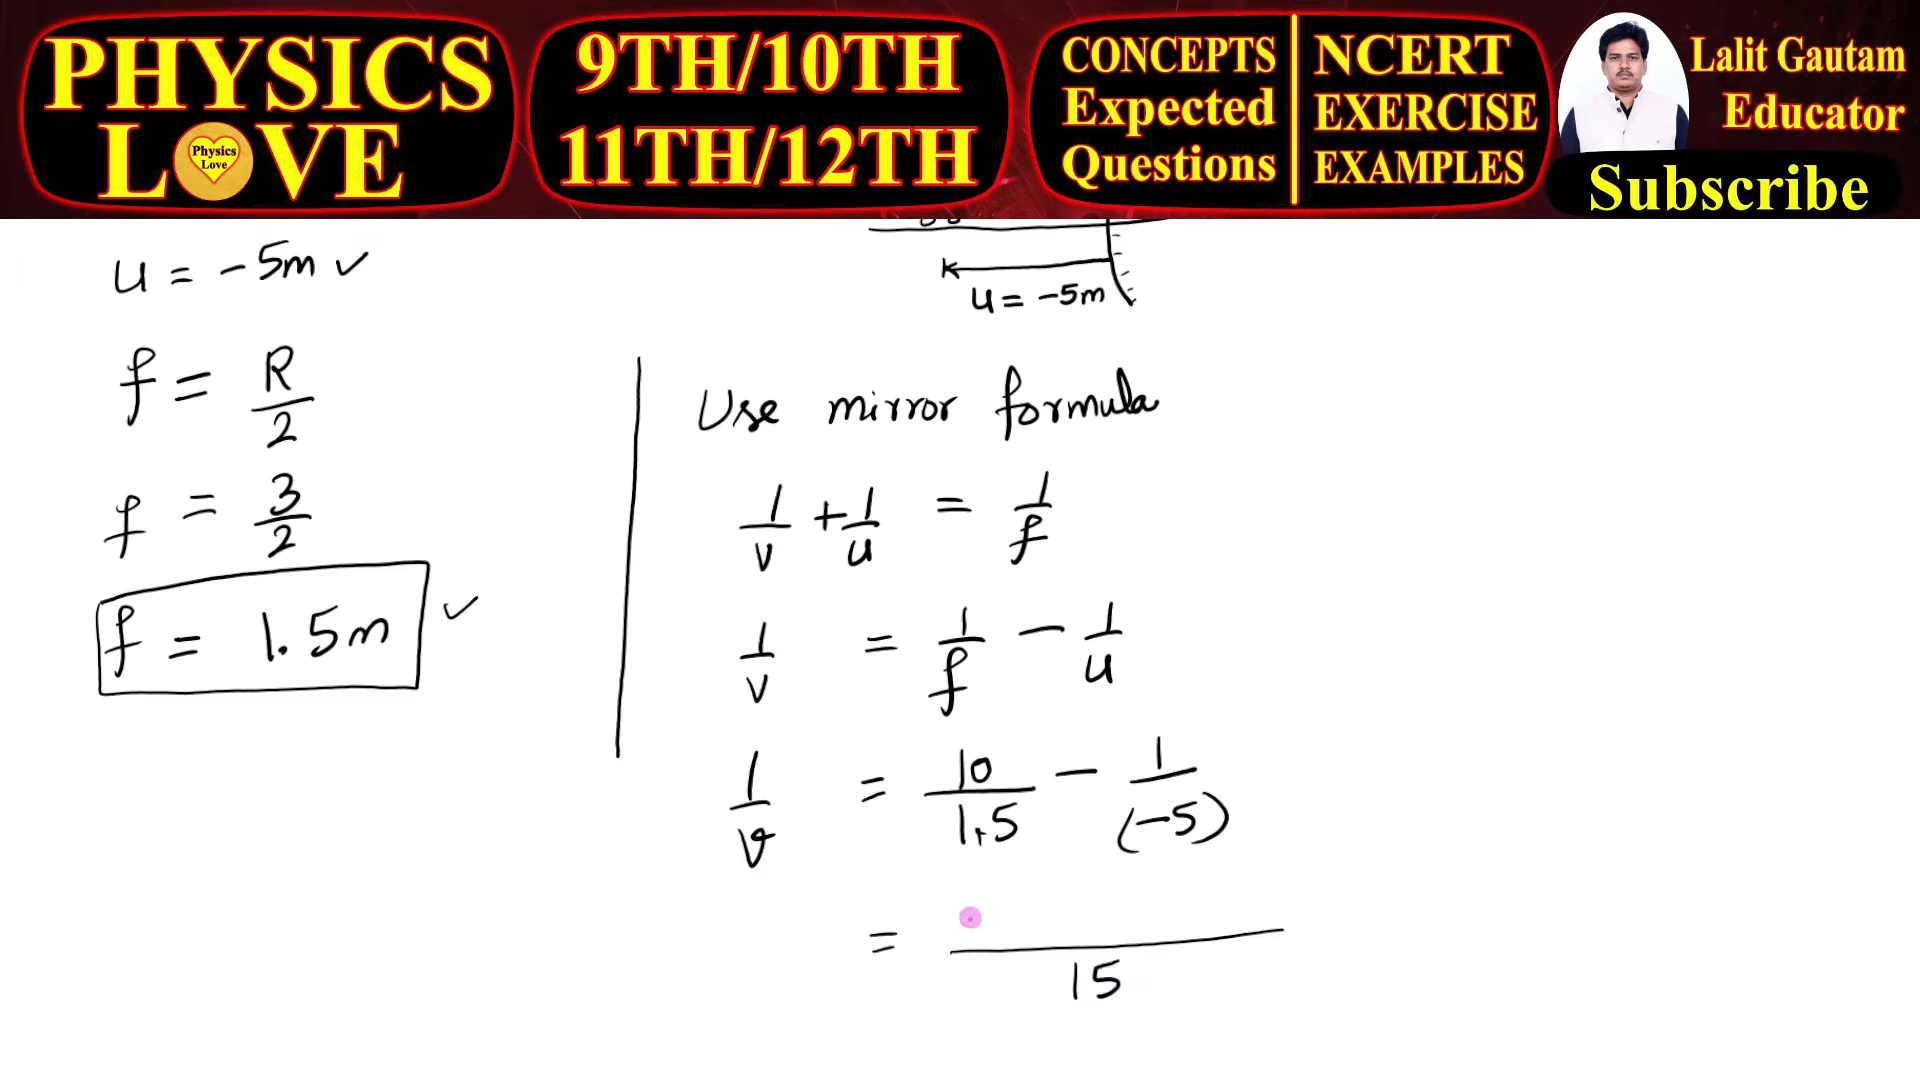 PHYSICS
LOVE
Physics
Love
9TH/10TH
11TH/12TH
CONCEPTS
Expected
Questions
NCERT
EXERCISE
EXAMPLES
Lalit Gautam
Educator
Subscribe
u = -5m ✓
u = -5m
f = R/2
f = 3/2
f = 1.5m ✓
Use mirror formula
1/v + 1/u = 1/f
1/v = 1/f - 1/u
1/v = 10/1.5 - 1/(-5)
= /15